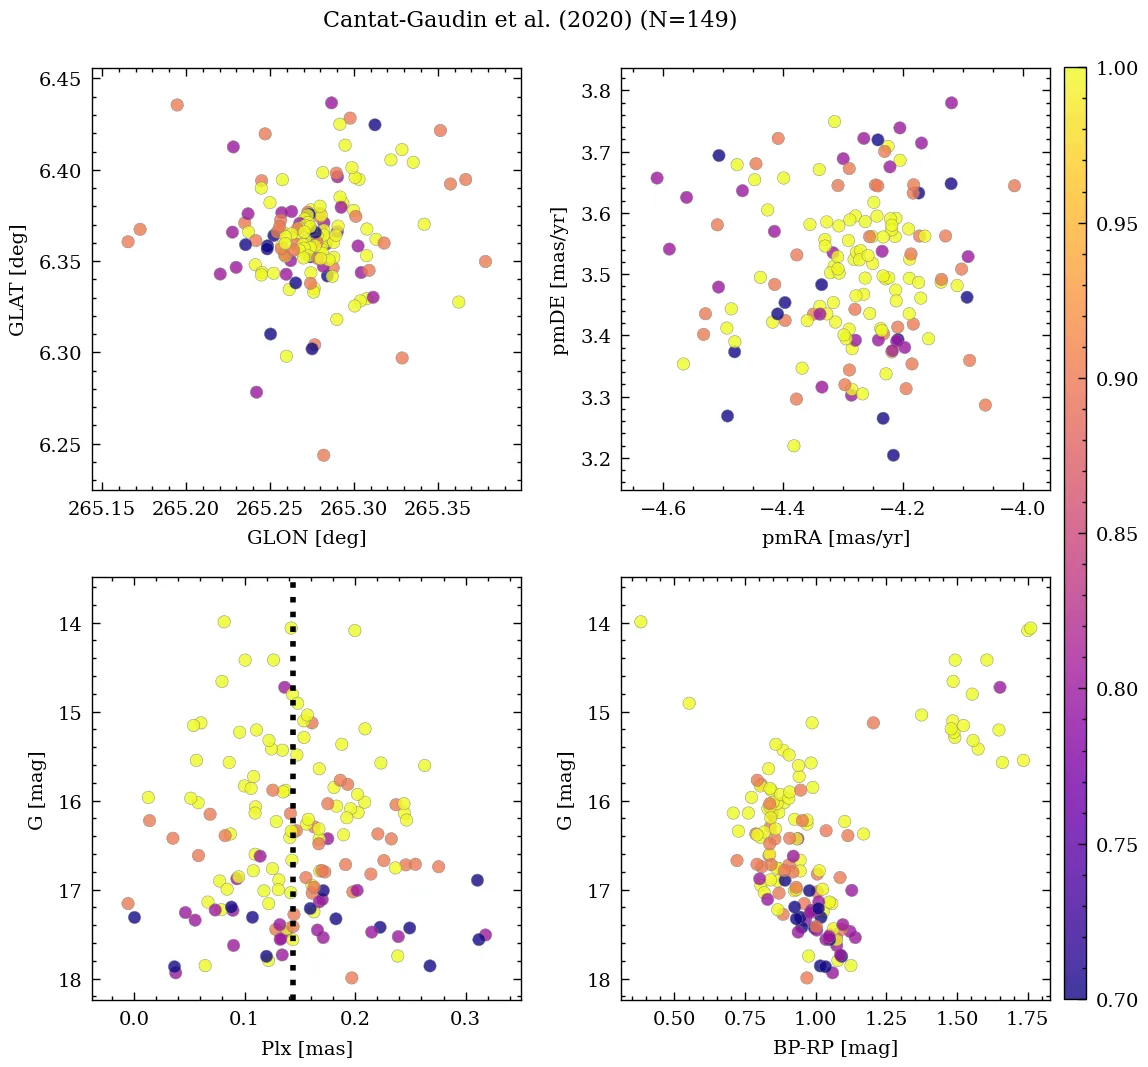 Cantat-Gaudin et al. (2020) (N=149)
6.45
6.40
6.35
6.30
6.25
GLAT [deg]
265.15 265.20 265.25 265.30 265.35
GLON [deg]
3.8
3.7
3.6
3.5
3.4
3.3
3.2
pmDE [mas/yr]
−4.6 −4.4 −4.2 −4.0
pmRA [mas/yr]
14
15
16
17
18
G [mag]
0.0 0.1 0.2 0.3
Plx [mas]
14
15
16
17
18
G [mag]
0.50 0.75 1.00 1.25 1.50 1.75
BP-RP [mag]
1.00
0.95
0.90
0.85
0.80
0.75
0.70